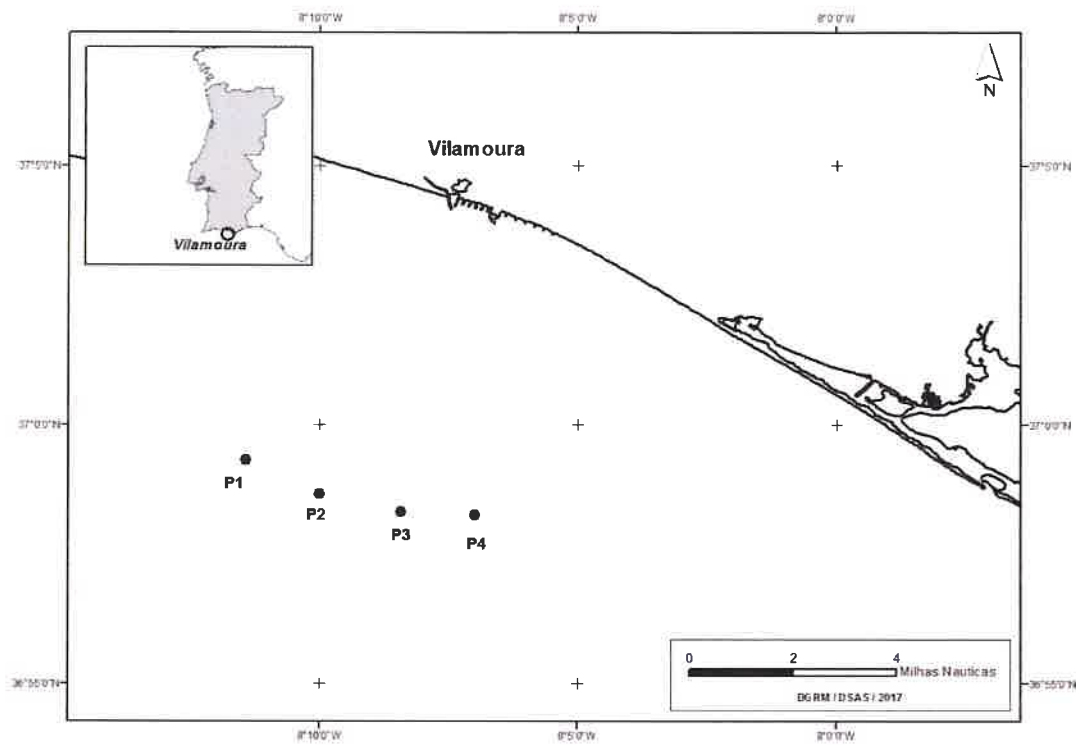 8°10'0"W
8°5'0"W
8°0'0"W
N
Vilamoura
Vilamoura
37°5'0"N
37°5'0"N
37°0'0"N
37°0'0"N
P1
P2
P3
P4
0 2 4
Milhas Nauticas
DGRM / DSAS / 2017
36°55'0"N
36°55'0"N
8°10'0"W
8°5'0"W
8°0'0"W